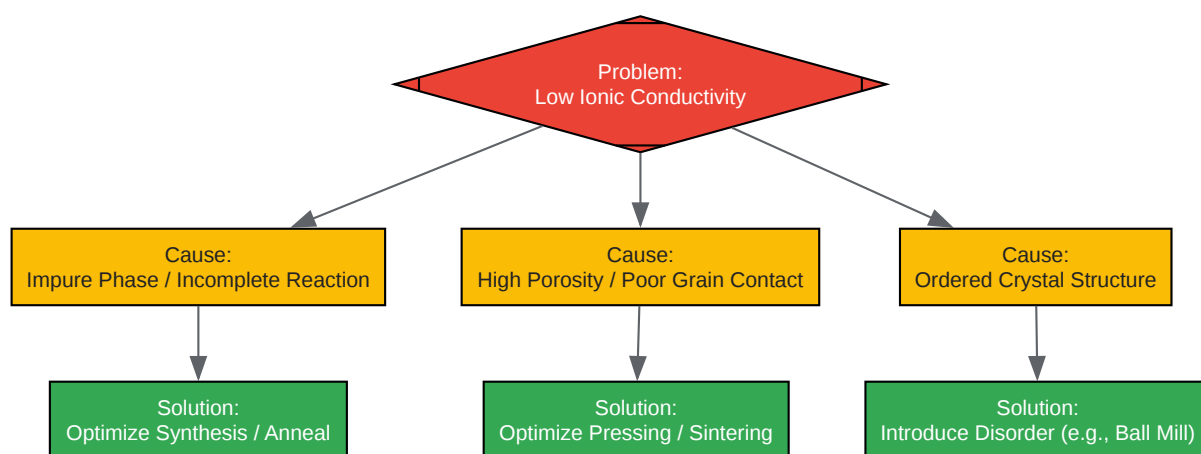 Problem:
Low Ionic Conductivity
Cause:
Impure Phase / Incomplete Reaction
Cause:
High Porosity / Poor Grain Contact
Cause:
Ordered Crystal Structure
Solution:
Optimize Synthesis / Anneal
Solution:
Optimize Pressing / Sintering
Solution:
Introduce Disorder (e.g., Ball Mill)